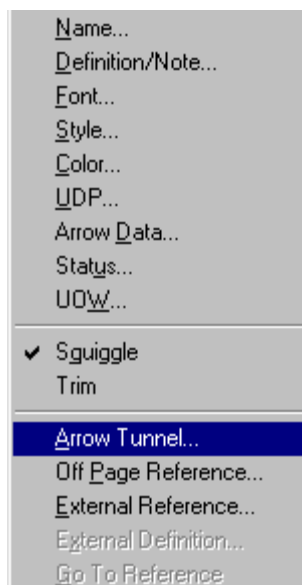 Name...
Definition/Note...
Font...
Style...
Color...
UDP...
Arrow Data...
Status...
UOW...
Squiggle
Trim
Arrow Tunnel...
Off Page Reference...
External Reference...
External Definition...
Go To Reference